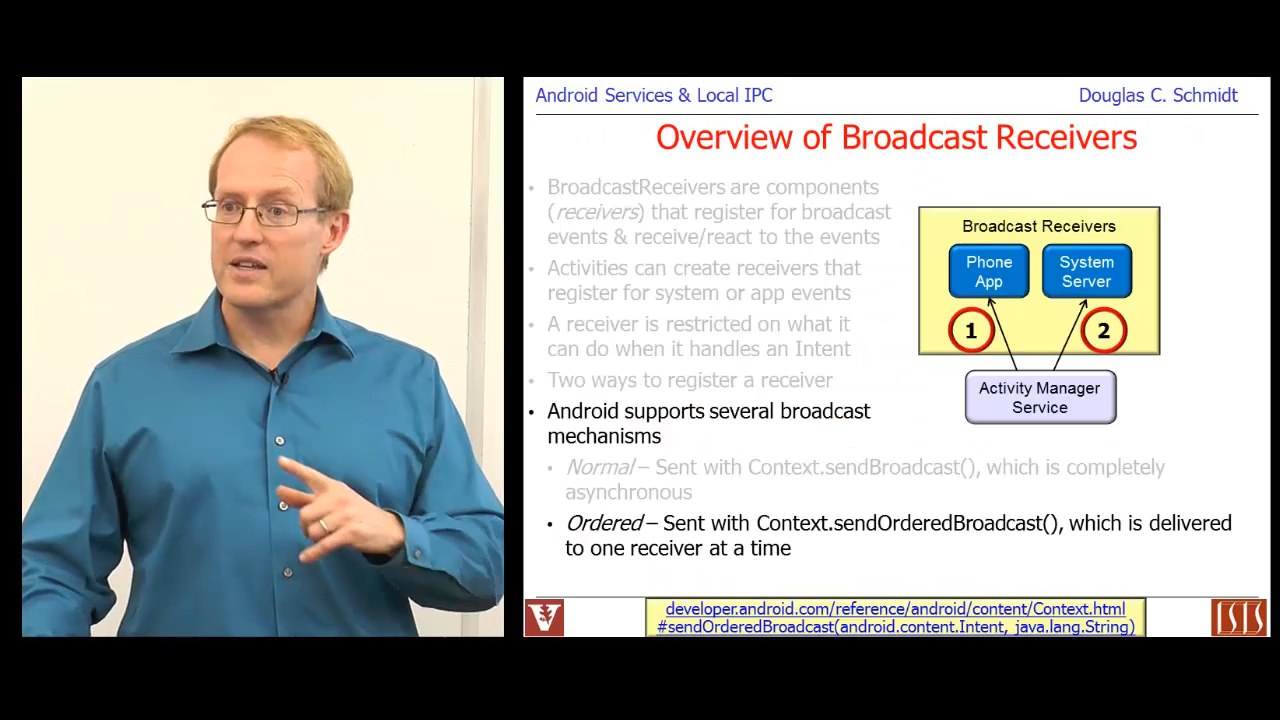 Android Services & Local IPC
Douglas C. Schmidt
Overview of Broadcast Receivers
• BroadcastReceivers are components
(receivers) that register for broadcast
events & receive/react to the events
• Activities can create receivers that
register for system or app events
• A receiver is restricted on what it
can do when it handles an Intent
• Two ways to register a receiver
• Android supports several broadcast
mechanisms
• Normal – Sent with Context.sendBroadcast(), which is completely
asynchronous
• Ordered – Sent with Context.sendOrderedBroadcast(), which is delivered
to one receiver at a time
Broadcast Receivers
Phone
App
System
Server
1
2
Activity Manager
Service
V
developer.android.com/reference/android/content/Context.html
#sendOrderedBroadcast(android.content.Intent, java.lang.String)
ISIS